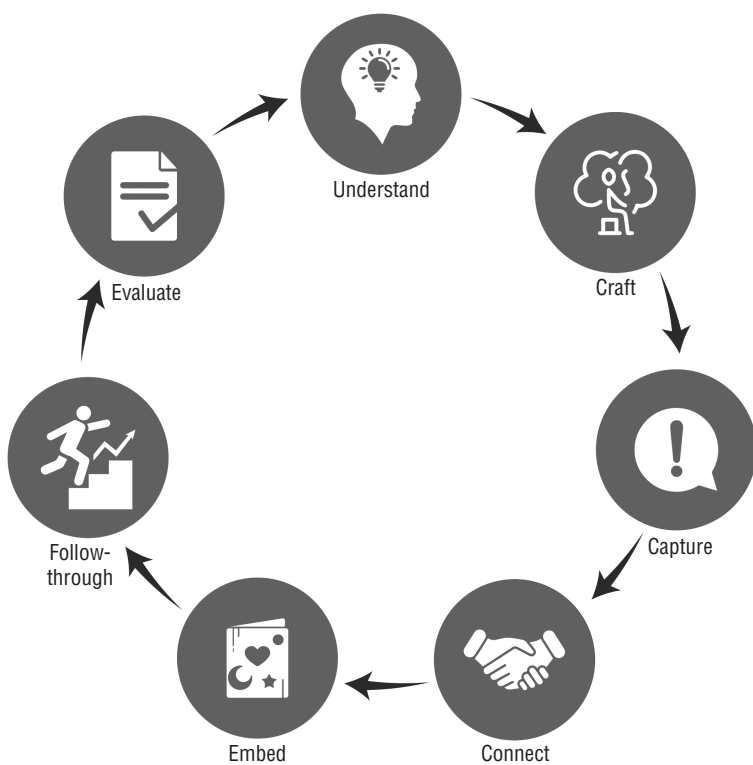 Understand
Craft
Capture
Connect
Embed
Follow-
through
Evaluate